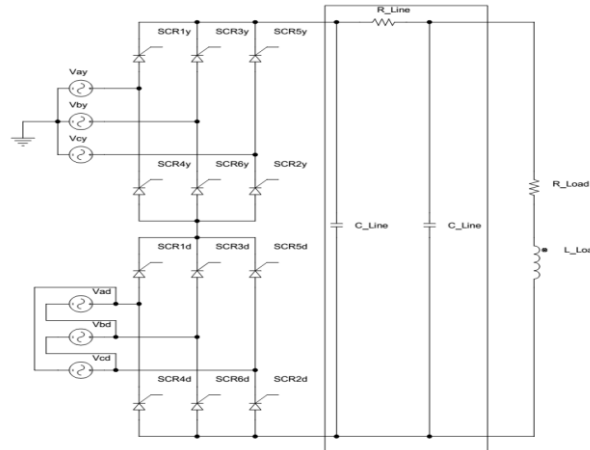 R_Line
SCR1y SCR3y SCR5y
Vay
Vby
Vcy
SCR4y SCR6y SCR2y
R_Load
C_Line C_Line
SCR1d SCR3d SCR5d
L_Loa
Vad
Vbd
Vcd
SCR4d SCR6d SCR2d